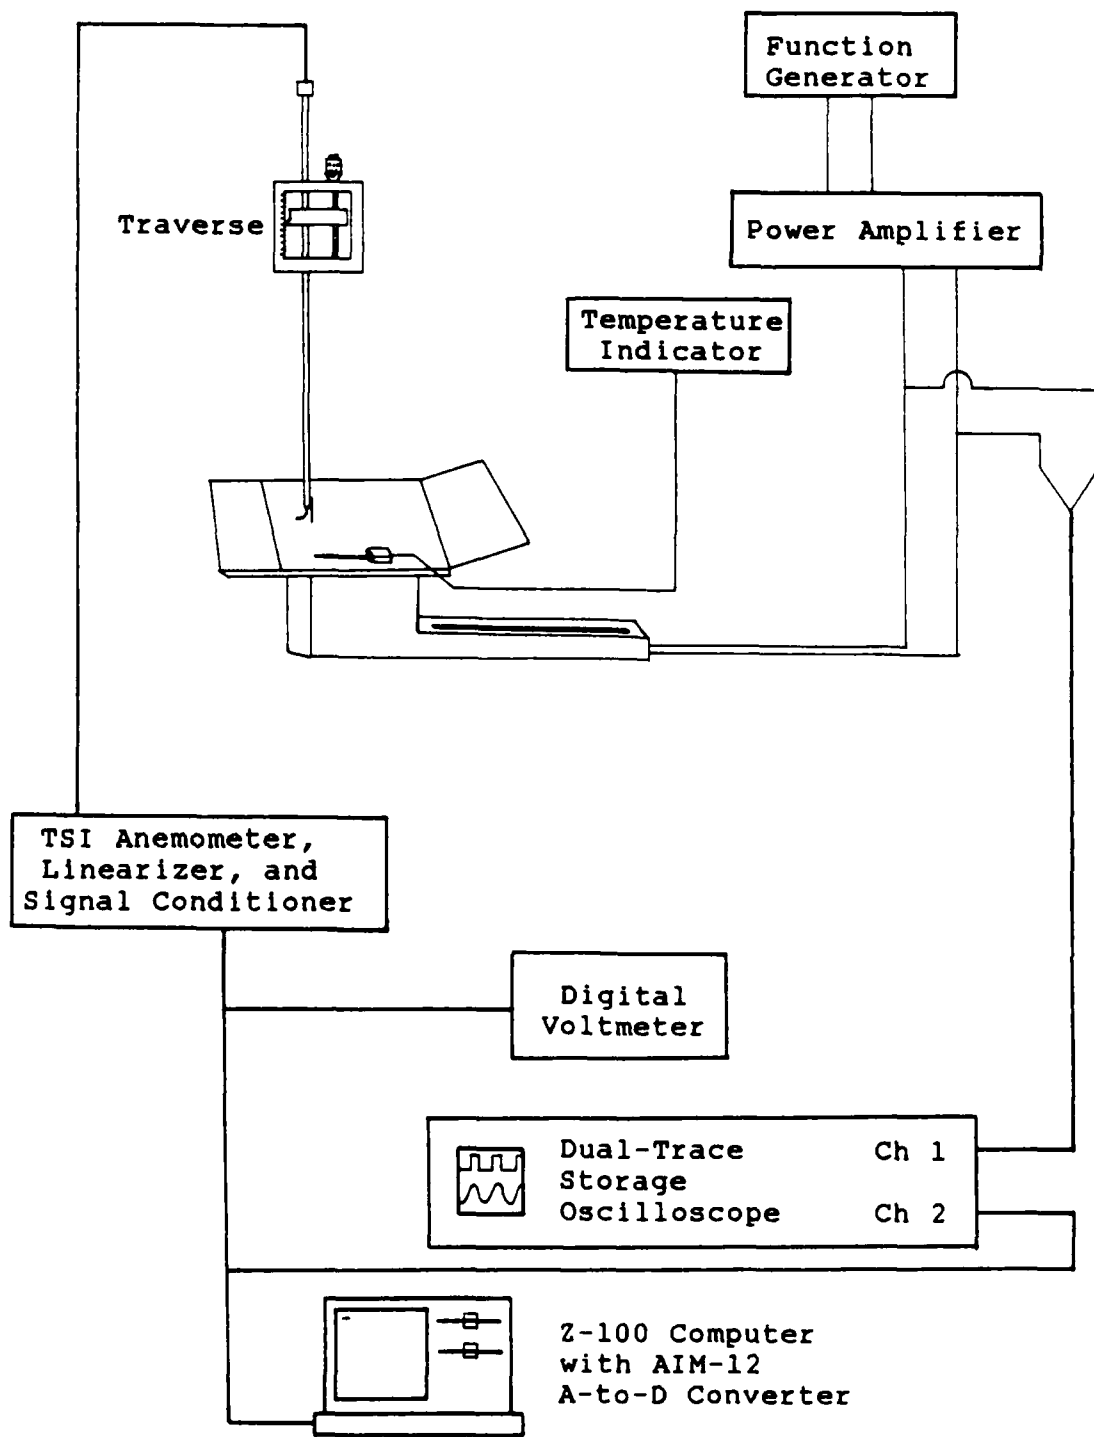 Function
Generator
Traverse
Power Amplifier
Temperature
Indicator
TSI Anemometer,
Linearizer, and
Signal Conditioner
Digital
Voltmeter
Dual-Trace
Storage
Oscilloscope
Ch 1
Ch 2
Z-100 Computer
with AIM-12
A-to-D Converter